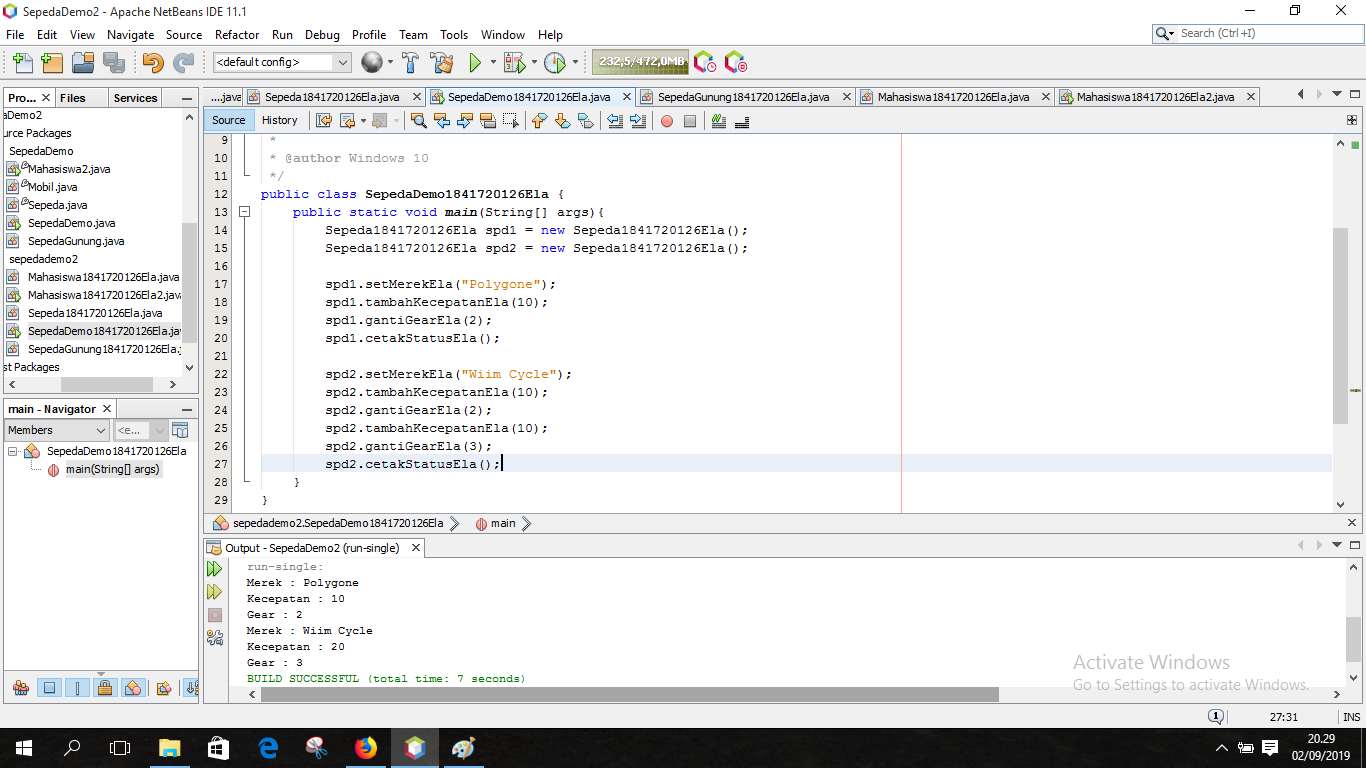 SepedaDemo2 - Apache NetBeans IDE 11.1
File Edit View Navigate Source Refactor Run Debug Profile Team Tools Window Help
Search (Ctrl+I)
<default config>
232,5/472,0MB
Pro... Files Services
...java Sepeda1841720126Ela.java SepedaDemo1841720126Ela.java SepedaGunung1841720126Ela.java Mahasiswa1841720126Ela.java Mahasiswa1841720126Ela2.java
Source History
aDemo2
urce Packages
SepedaDemo
Mahasiswa2.java
Mobil.java
Sepeda.java
SepedaDemo.java
SepedaGunung.java
sepedademo2
Mahasiswa1841720126Ela.java
Mahasiswa1841720126Ela2.java
Sepeda1841720126Ela.java
SepedaDemo1841720126Ela.jav
SepedaGunung1841720126Ela.j
st Packages
main - Navigator
Members <e...
SepedaDemo1841720126Ela
main(String[] args)
9 *
10 * @author Windows 10
11 */
12 public class SepedaDemo1841720126Ela {
13 public static void main(String[] args){
14 Sepeda1841720126Ela spd1 = new Sepeda1841720126Ela();
15 Sepeda1841720126Ela spd2 = new Sepeda1841720126Ela();
16
17 spd1.setMerekEla("Polygone");
18 spd1.tambahKecepatanEla(10);
19 spd1.gantiGearEla(2);
20 spd1.cetakStatusEla();
21
22 spd2.setMerekEla("Wiim Cycle");
23 spd2.tambahKecepatanEla(10);
24 spd2.gantiGearEla(2);
25 spd2.tambahKecepatanEla(10);
26 spd2.gantiGearEla(3);
27 spd2.cetakStatusEla();
28 }
29 }
sepedademo2.SepedaDemo1841720126Ela main
Output - SepedaDemo2 (run-single)
run-single:
Merek : Polygone
Kecepatan : 10
Gear : 2
Merek : Wiim Cycle
Kecepatan : 20
Gear : 3
BUILD SUCCESSFUL (total time: 7 seconds)
Activate Windows
Go to Settings to activate Windows.
1 27:31 INS
20.29
02/09/2019